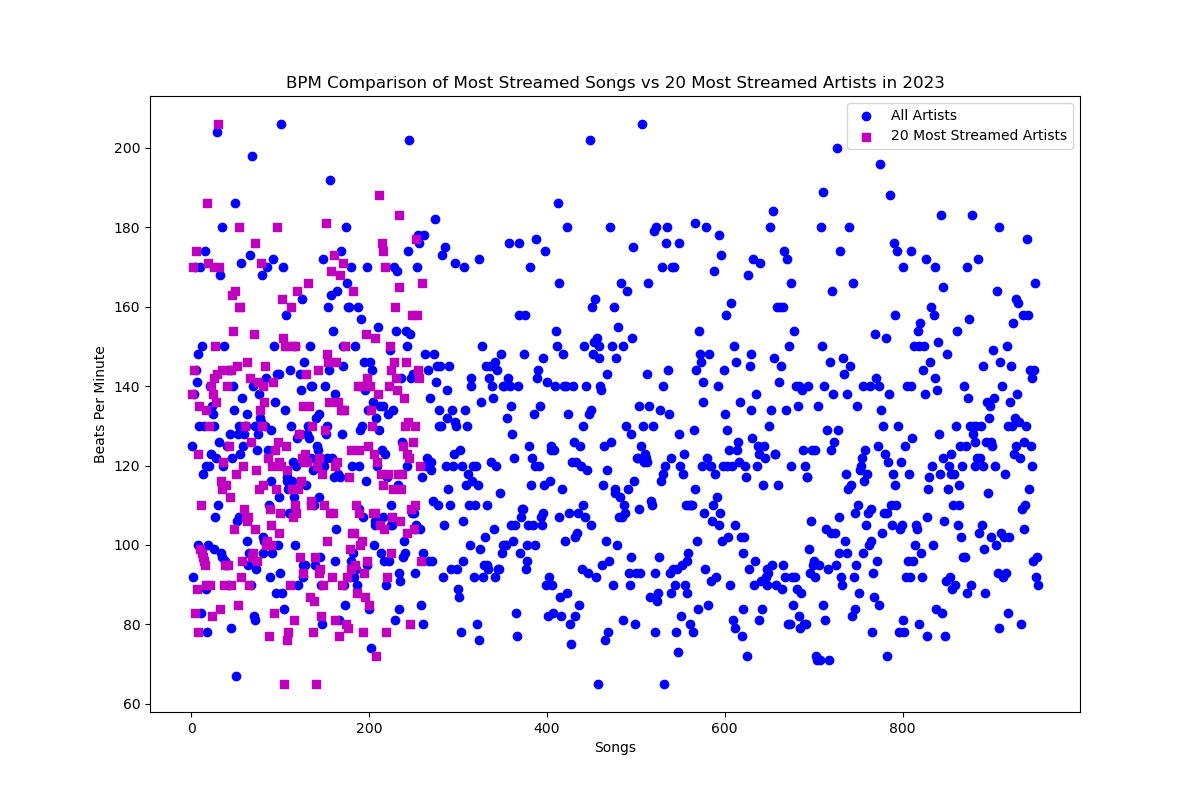 BPM Comparison of Most Streamed Songs vs 20 Most Streamed Artists in 2023
All Artists
20 Most Streamed Artists
200
180
160
140
120
100
80
60
Beats Per Minute
0 200 400 600 800
Songs